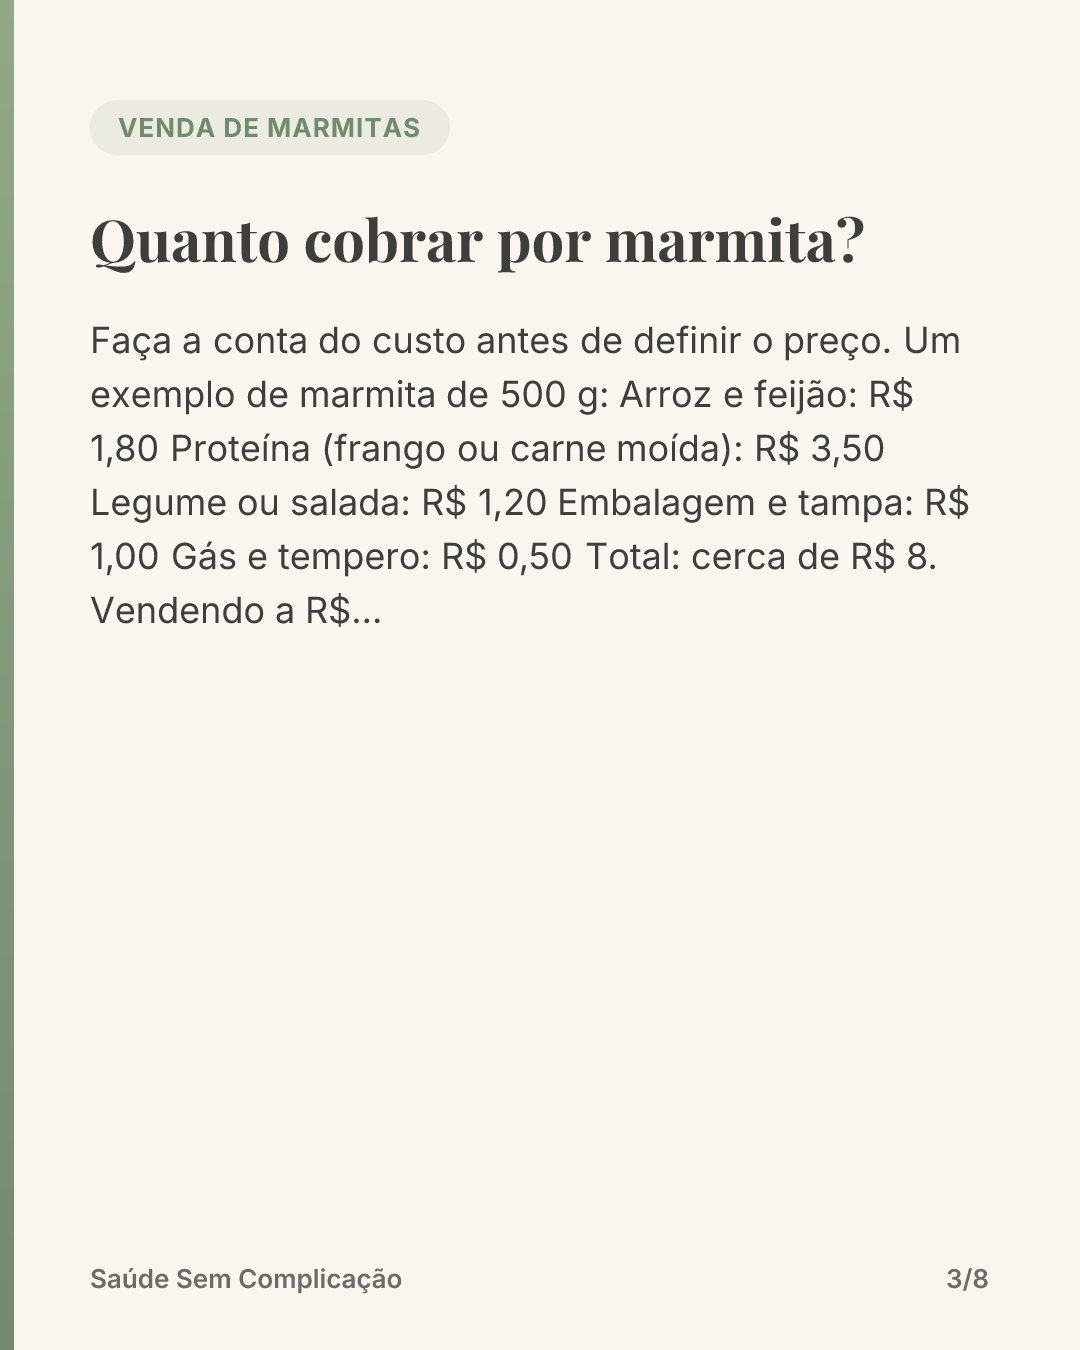 VENDA DE MARMITAS
Quanto cobrar por marmita?
Faça a conta do custo antes de definir o preço. Um
exemplo de marmita de 500 g: Arroz e feijão: R$
1,80 Proteína (frango ou carne moída): R$ 3,50
Legume ou salada: R$ 1,20 Embalagem e tampa: R$
1,00 Gás e tempero: R$ 0,50 Total: cerca de R$ 8.
Vendendo a R$...
Saúde Sem Complicação
3/8